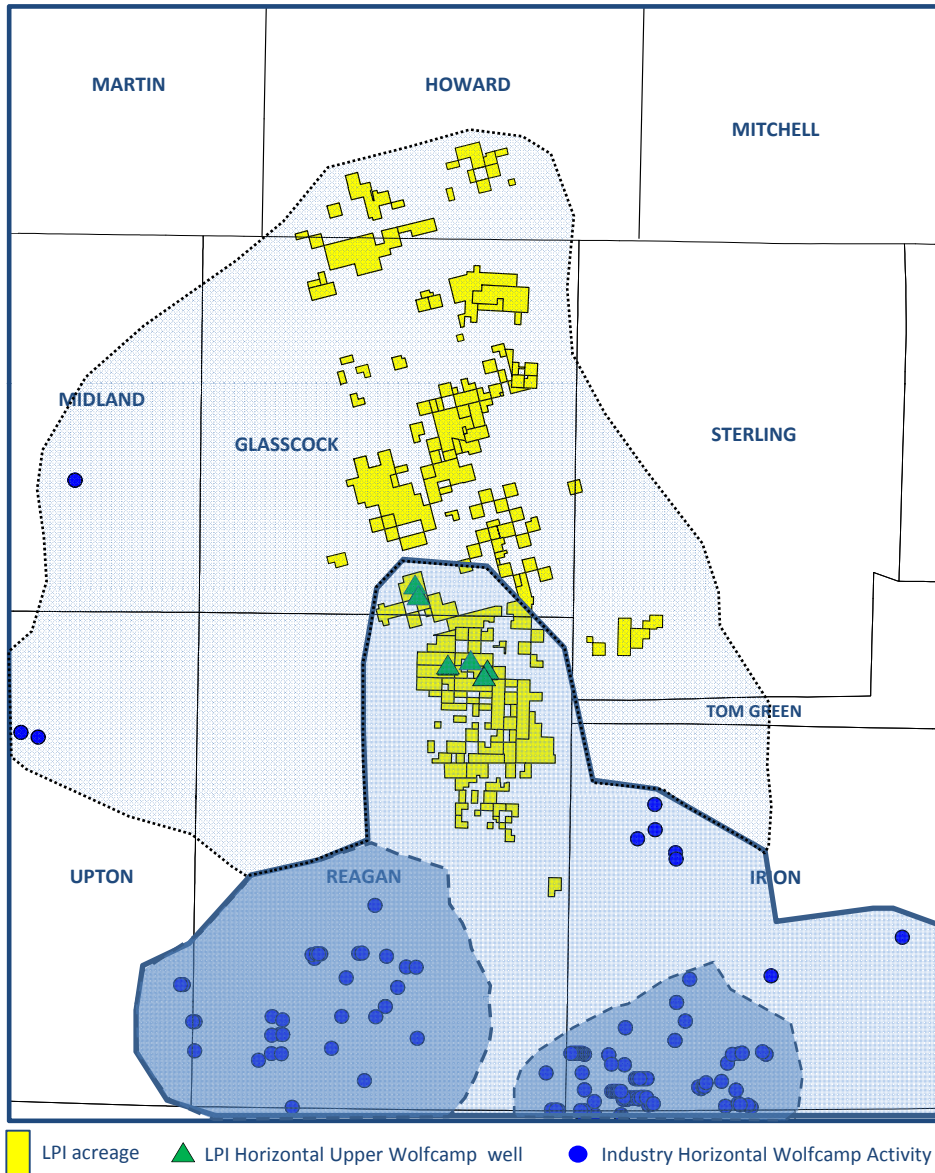 MARTIN
HOWARD
MITCHELL
MIDLAND
GLASSCOCK
STERLING
TOM GREEN
UPTON
REAGAN
IRION
LPI acreage
LPI Horizontal Upper Wolfcamp well
Industry Horizontal Wolfcamp Activity